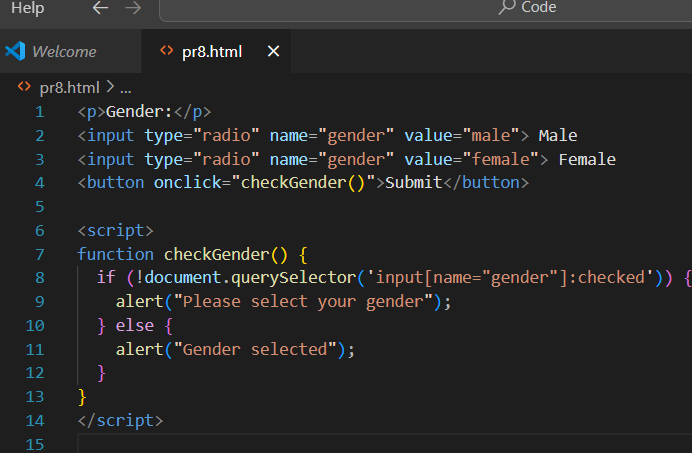 Help ← → Code
Welcome pr8.html ×
pr8.html > ...
1 <p>Gender:</p>
2 <input type="radio" name="gender" value="male"> Male
3 <input type="radio" name="gender" value="female"> Female
4 <button onclick="checkGender()">Submit</button>
5
6 <script>
7 function checkGender() {
8   if (!document.querySelector('input[name="gender"]:checked')) {
9     alert("Please select your gender");
10   } else {
11     alert("Gender selected");
12   }
13 }
14 </script>
15